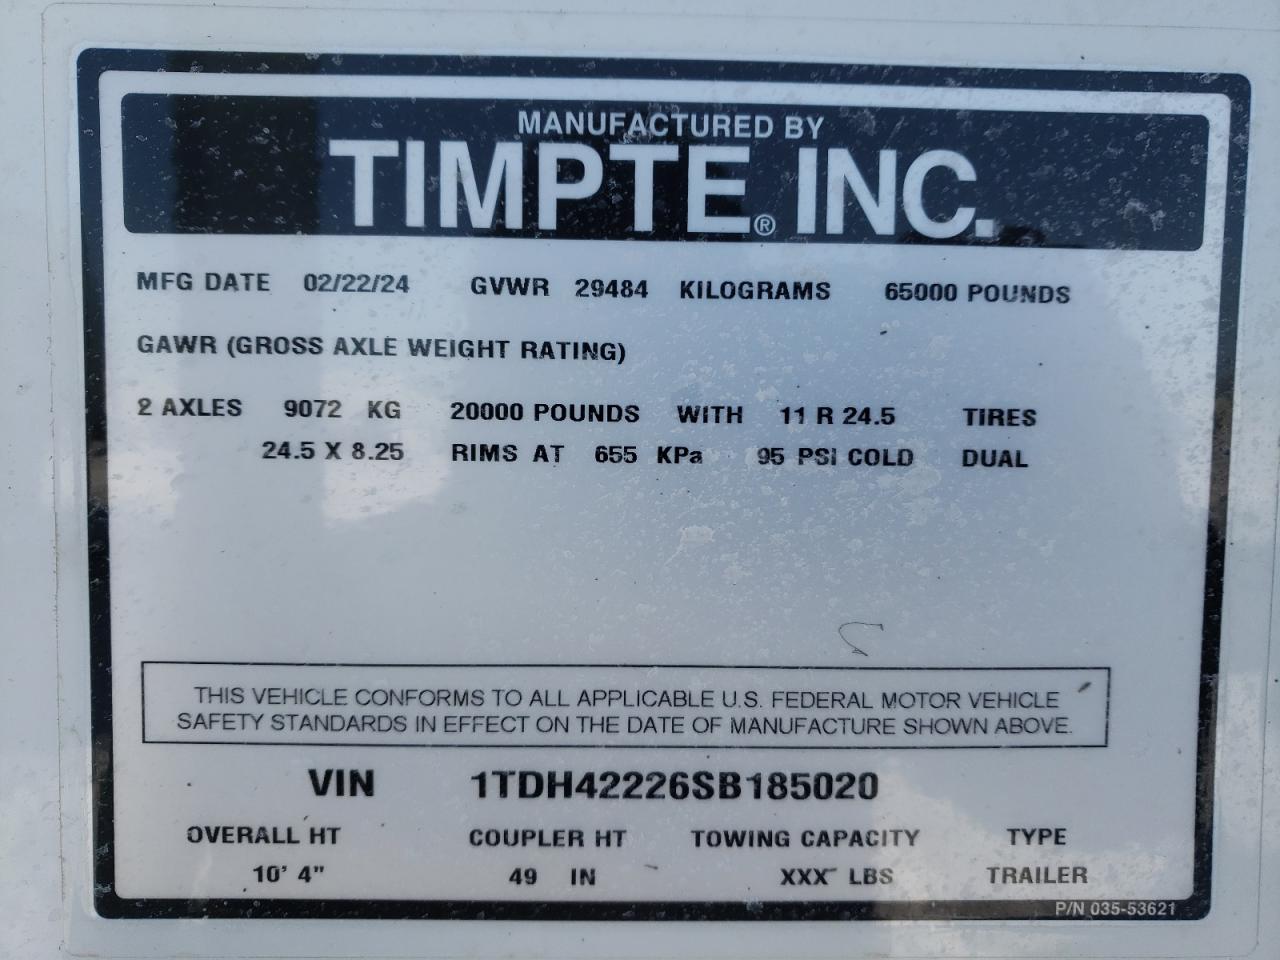 MANUFACTURED BY
TIMPTE® INC.
MFG DATE 02/22/24 GVWR 29484 KILOGRAMS 65000 POUNDS
GAWR (GROSS AXLE WEIGHT RATING)
2 AXLES 9072 KG 20000 POUNDS WITH 11 R 24.5 TIRES
24.5 X 8.25 RIMS AT 655 KPa 95 PSI COLD DUAL
THIS VEHICLE CONFORMS TO ALL APPLICABLE U.S. FEDERAL MOTOR VEHICLE
SAFETY STANDARDS IN EFFECT ON THE DATE OF MANUFACTURE SHOWN ABOVE.
VIN 1TDH42226SB185020
OVERALL HT COUPLER HT TOWING CAPACITY TYPE
10' 4" 49 IN XXX LBS TRAILER
P/N 035-53621